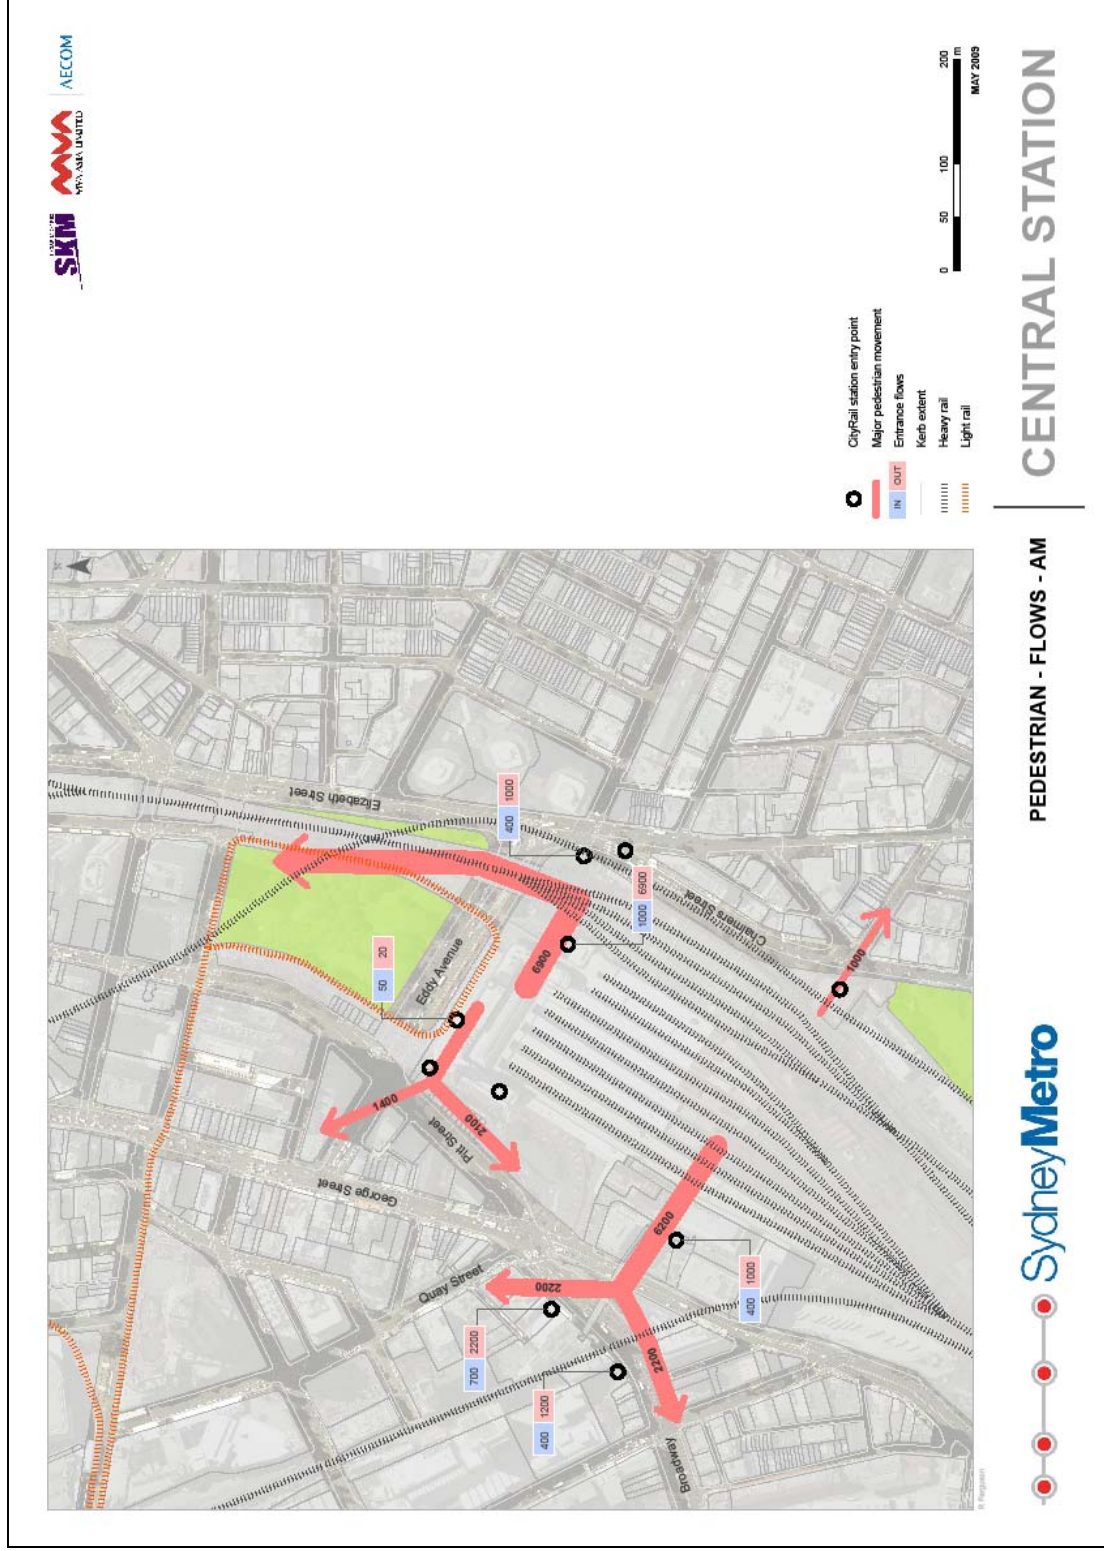 SKM
MVA ASIA LIMITED
AECOM
N
Elizabeth Street
400 1000
1000 6900
Chalmers Street
50 20
Eddy Avenue
6900
1000
1400
2100
Pitt Street
George Street
Quay Street
6200
2200
2200
700 2200
400 1200
400 1000
Broadway
CityRail station entry point
Major pedestrian movement
IN OUT Entrance flows
Kerb extent
Heavy rail
Light rail
0 50 100 200 m
MAY 2009
SydneyMetro
PEDESTRIAN - FLOWS - AM
CENTRAL STATION